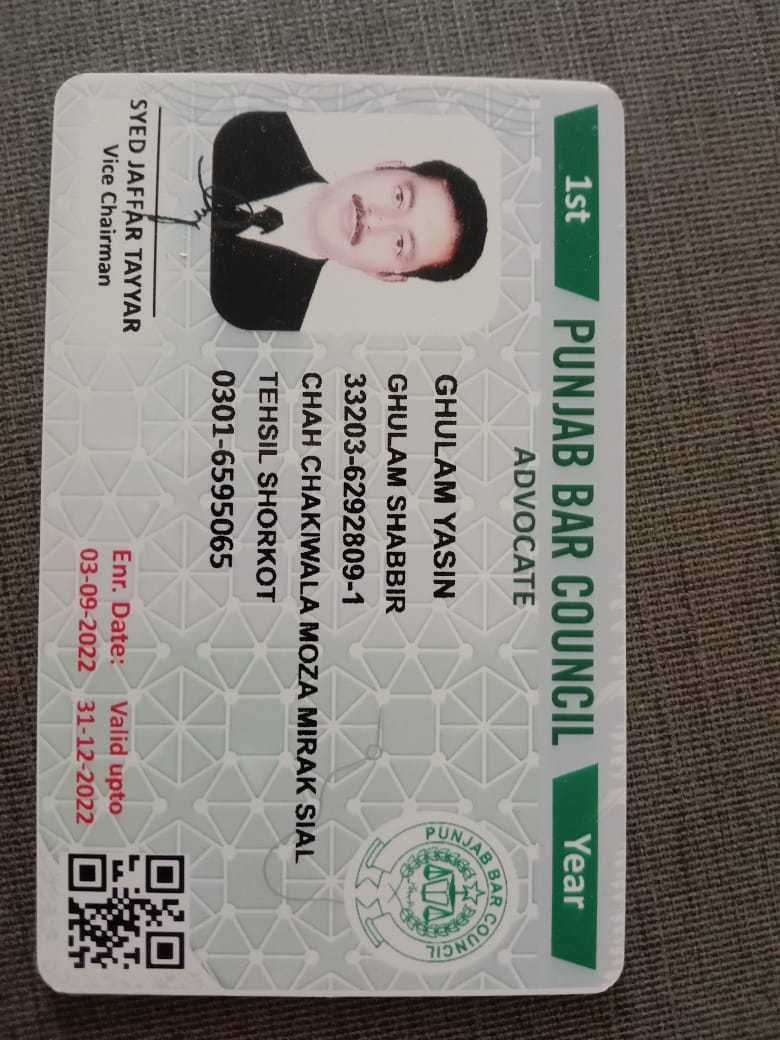 1st PUNJAB BAR COUNCIL Year
ADVOCATE
GHULAM YASIN
GHULAM SHABBIR
33203-6292809-1
CHAH CHAKIWALA MOZA MIRAK SIAL
TEHSIL SHORKOT
0301-6595065
SYED JAFFAR TAYYAR
Vice Chairman
Enr. Date: Valid upto
03-09-2022 31-12-2022
PUNJAB BAR COUNCIL